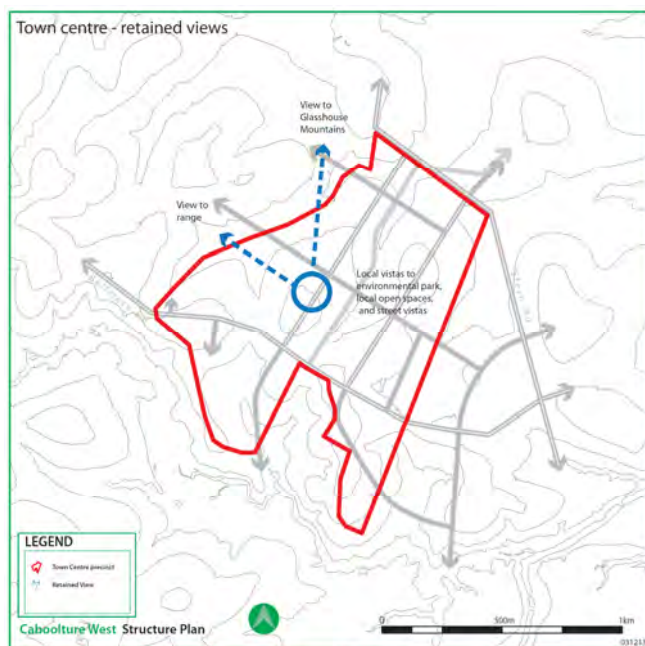 Town centre - retained views
View to
Glasshouse
Mountains
View to
range
Local vistas to
environmental park,
local open spaces,
and street vistas
LEGEND
Town Centre precinct
Retained View
Caboolture West Structure Plan
0
500m
1km